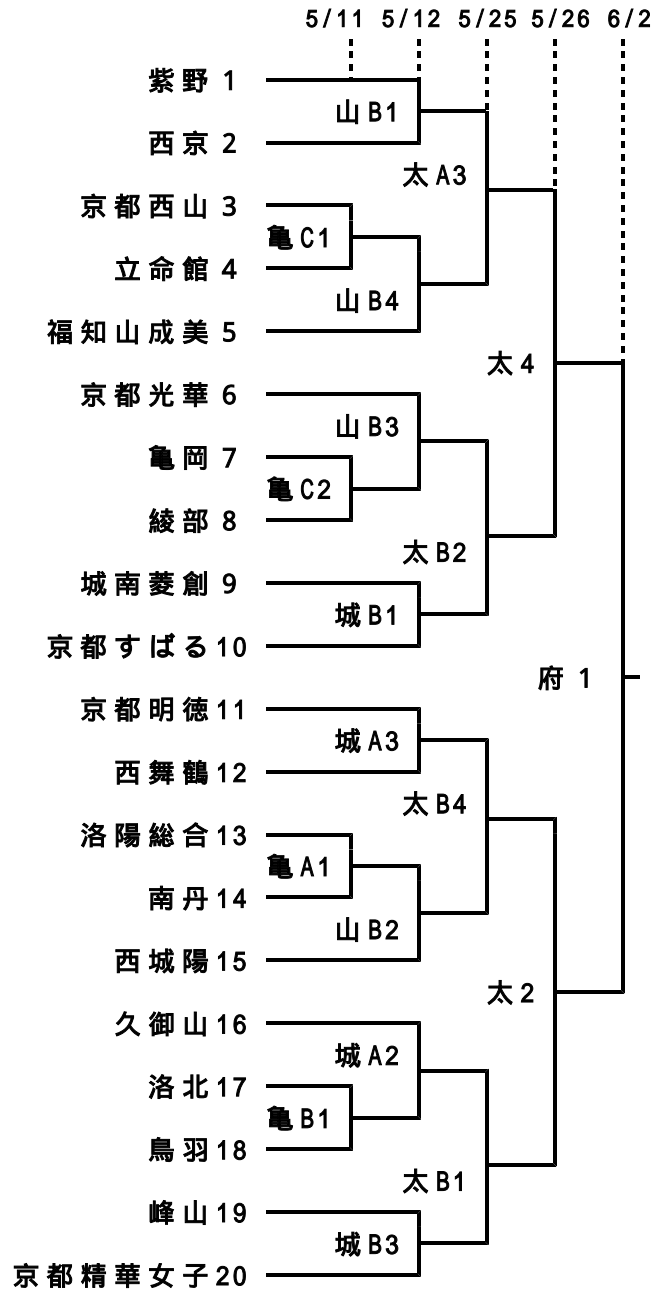 5/11 5/12 5/25 5/26 6/2
紫野 1
山B1
西京 2
太A3
京都西山 3
亀C1
立命館 4
山B4
福知山成美 5
太4
京都光華 6
山B3
亀岡 7
亀C2
綾部 8
太B2
城南菱創 9
城B1
京都すばる 10
府 1
京都明徳 11
城A3
西舞鶴 12
太B4
洛陽総合 13
亀A1
南丹 14
山B2
西城陽 15
太2
久御山 16
城A2
洛北 17
亀B1
鳥羽 18
太B1
峰山 19
城B3
京都精華女子 20